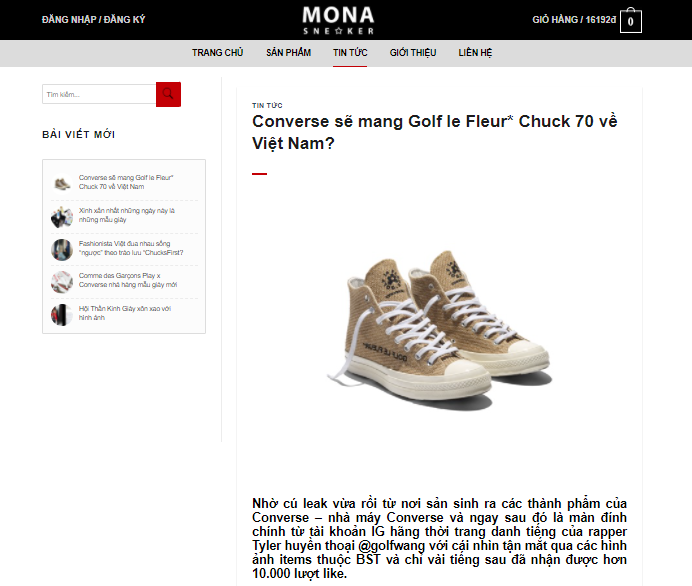 ĐĂNG NHẬP / ĐĂNG KÝ
MONA
SNE☆KER
GIỎ HÀNG / 16192đ
0
TRANG CHỦ
SẢN PHẨM
TIN TỨC
GIỚI THIỆU
LIÊN HỆ
Tìm kiếm...
BÀI VIẾT MỚI
Converse sẽ mang Golf le Fleur*
Chuck 70 về Việt Nam
Xinh xắn nhất những ngày này là
những mẫu giày
Fashionista Việt đua nhau sống
"ngược" theo trào lưu "ChucksFirst?
Comme des Garçons Play x
Converse nhá hàng mẫu giày mới
Hội Thần Kinh Giày xôn xao với
hình ảnh
TIN TỨC
Converse sẽ mang Golf le Fleur* Chuck 70 về
Việt Nam?
Nhờ cú leak vừa rồi từ nơi sản sinh ra các thành phẩm của
Converse – nhà máy Converse và ngay sau đó là màn đính
chính từ tài khoản IG hãng thời trang danh tiếng của rapper
Tyler huyền thoại @golfwang với cái nhìn tận mắt qua các hình
ảnh items thuộc BST và chỉ vài tiếng sau đã nhận được hơn
10.000 lượt like.